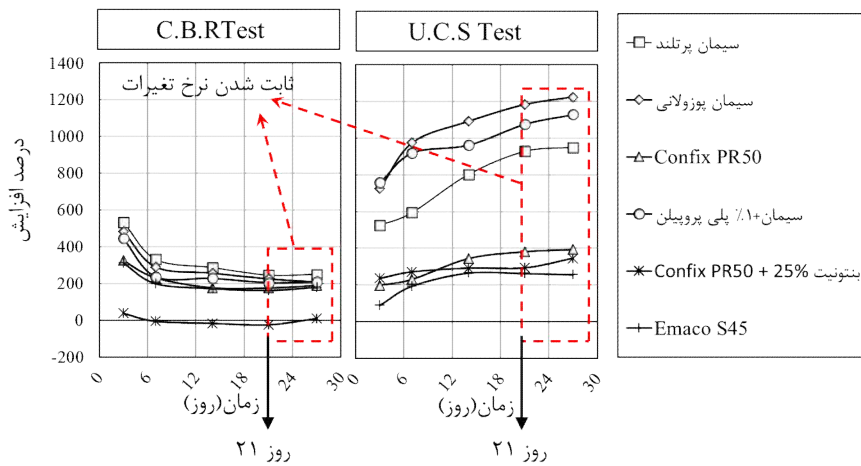 C.B.RTest
U.C.S Test
ثابت شدن نرخ تغیرات
درصد افزایش
1400
1200
1000
800
600
400
200
0
-200
0
6
12
18
24
30
0
6
12
18
24
30
زمان(روز)
زمان(روز)
۲۱ روز
۲۱ روز
سیمان پرتلند
سیمان پوزولانی
Confix PR50
سیمان+۱٪ پلی پروپیلن
Confix PR50 + 25% بنتونیت
Emaco S45